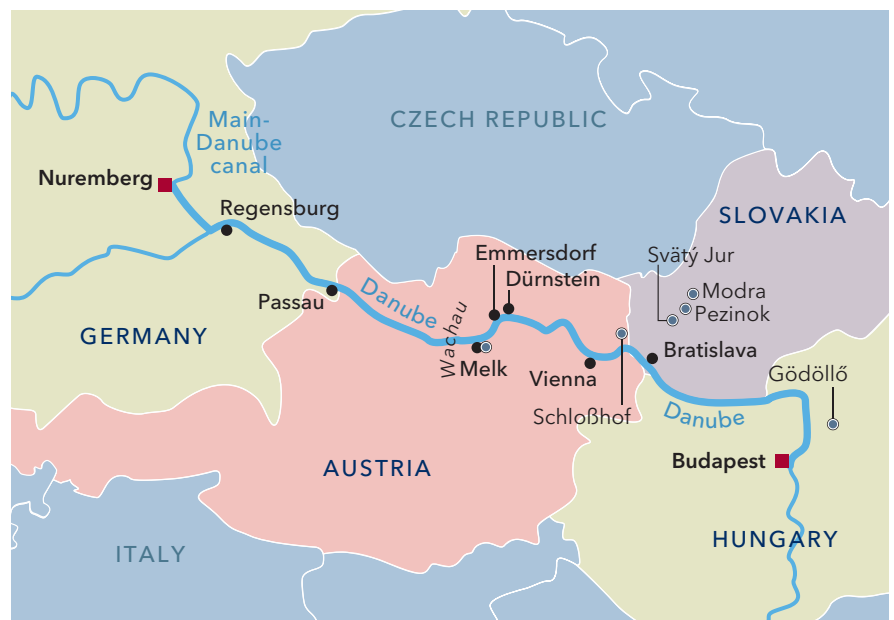 Main-
Danube
canal
CZECH REPUBLIC
Nuremberg
Regensburg
SLOVAKIA
Svätý Jur
Emmersdorf
Dürnstein
Modra
Pezinok
Passau
Danube
Wachau
GERMANY
Melk
Vienna
Bratislava
Gödöllő
Schloßhof
Danube
AUSTRIA
Budapest
HUNGARY
ITALY